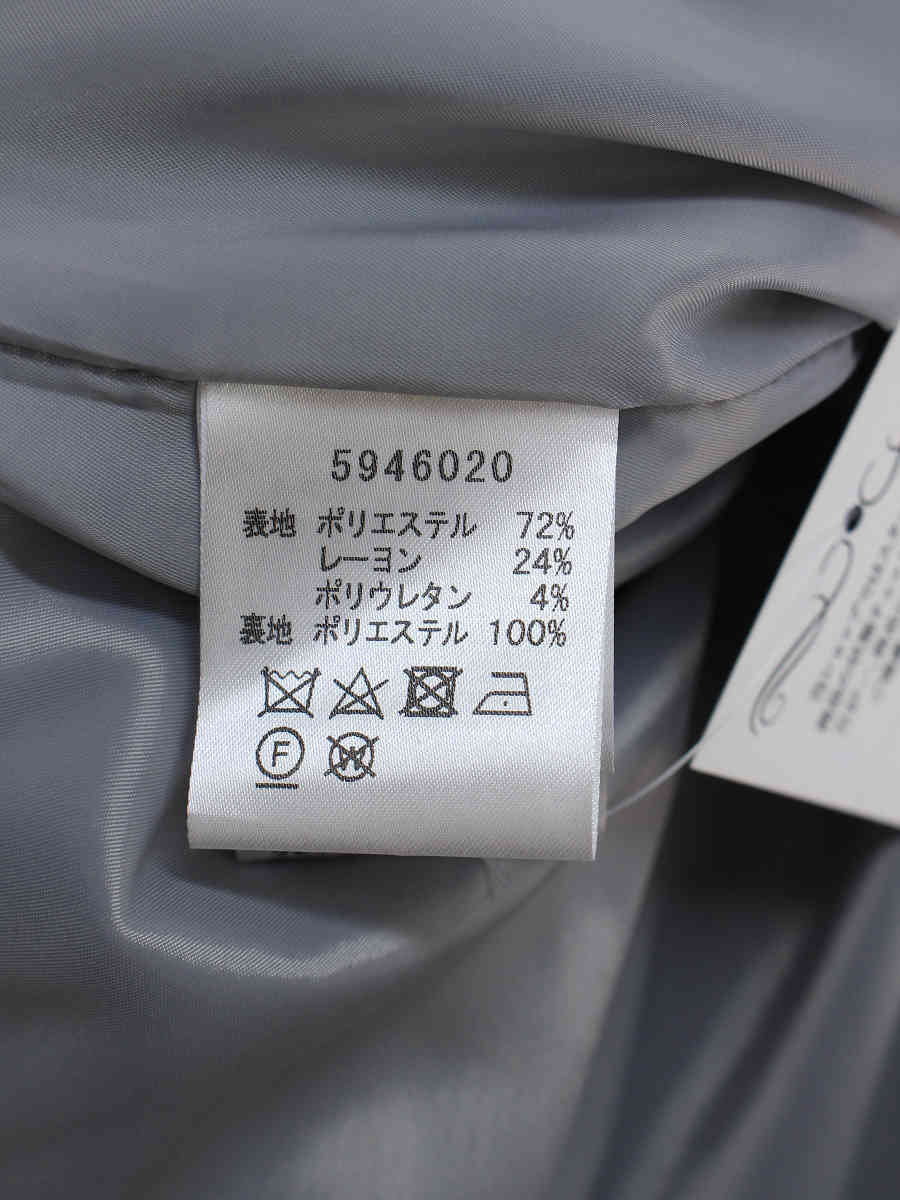 5946020
表地 ポリエステル 72%
レーヨン 24%
ポリウレタン 4%
裏地 ポリエステル 100%
F
W